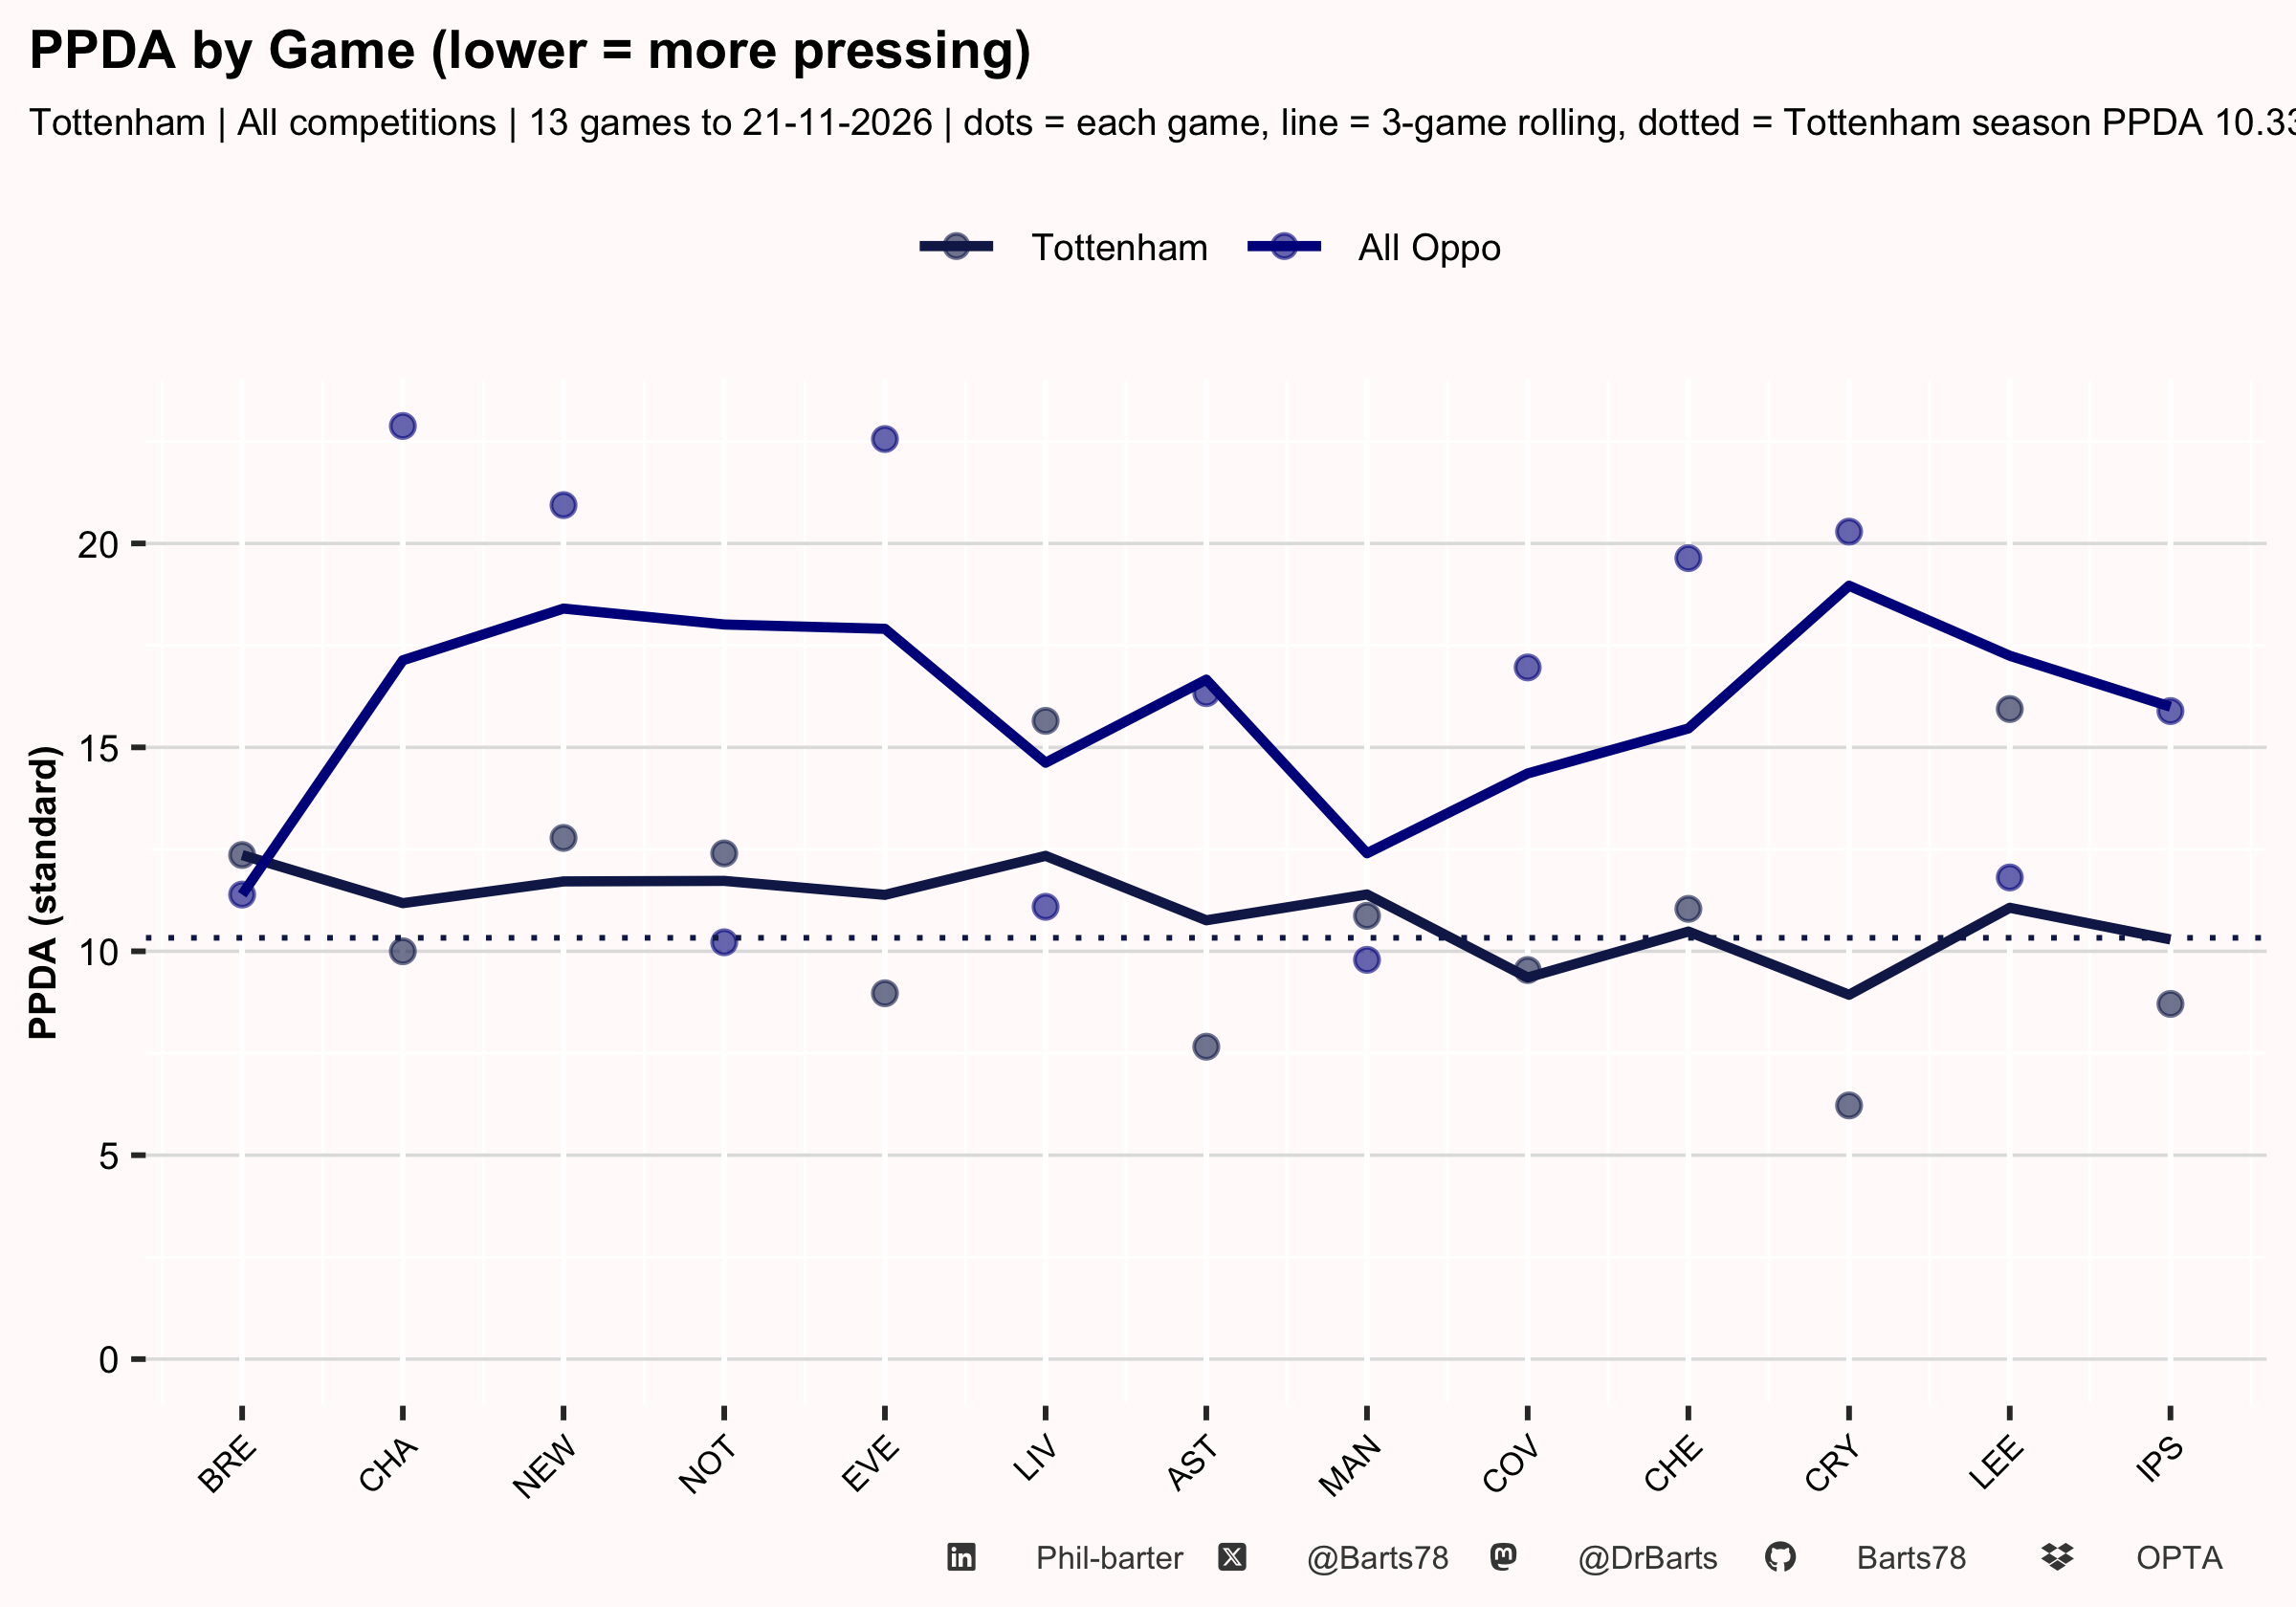 PPDA by Game (lower = more pressing)
Tottenham | All competitions | 13 games to 21-11-2026 | dots = each game, line = 3-game rolling, dotted = Tottenham season PPDA 10.33
Tottenham All Oppo
PPDA (standard)
20
15
10
5
0
BRE CHA NEW NOT EVE LIV AST MAN COV CHE CRY LEE IPS
Phil-barter @Barts78 @DrBarts Barts78 OPTA